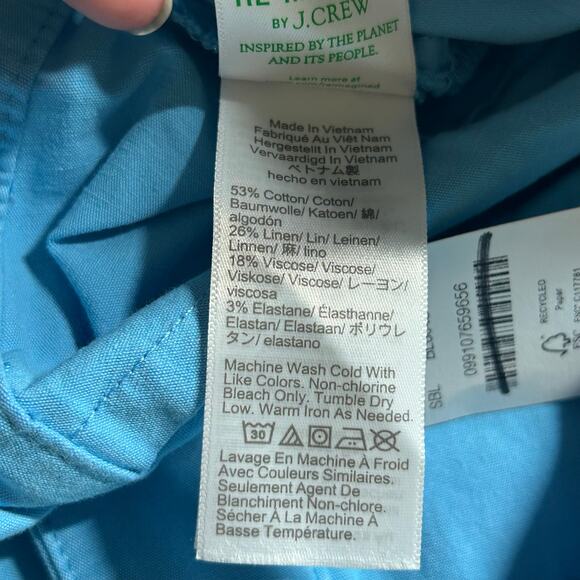 BY J.CREW
INSPIRED BY THE PLANET
AND ITS PEOPLE.
Learn more at
Made In Vietnam
Fabriqué Au Viêt Nam
Hergestellt In Vietnam
Vervaardigd In Vietnam
ベトナム製
hecho en vietnam
53% Cotton/ Coton/
Baumwolle/ Katoen/ 綿/
algodón
26% Linen/ Lin/ Leinen/
Linnen/ 麻/ lino
18% Viscose/ Viscose/
Viskose/ Viscose/ レーヨン/
viscosa
3% Elastane/ Élasthanne/
Elastan/ Elastaan/ ポリウレ
タン/ elastano
Machine Wash Cold With
Like Colors. Non-chlorine
Bleach Only. Tumble Dry
Low. Warm Iron As Needed.
30
Lavage En Machine À Froid
Avec Couleurs Similaires.
Seulement Agent De
Blanchiment Non-chlorine.
Sécher À La Machine À
Basse Température.
SBL
099107659656
RECYCLED
Paper